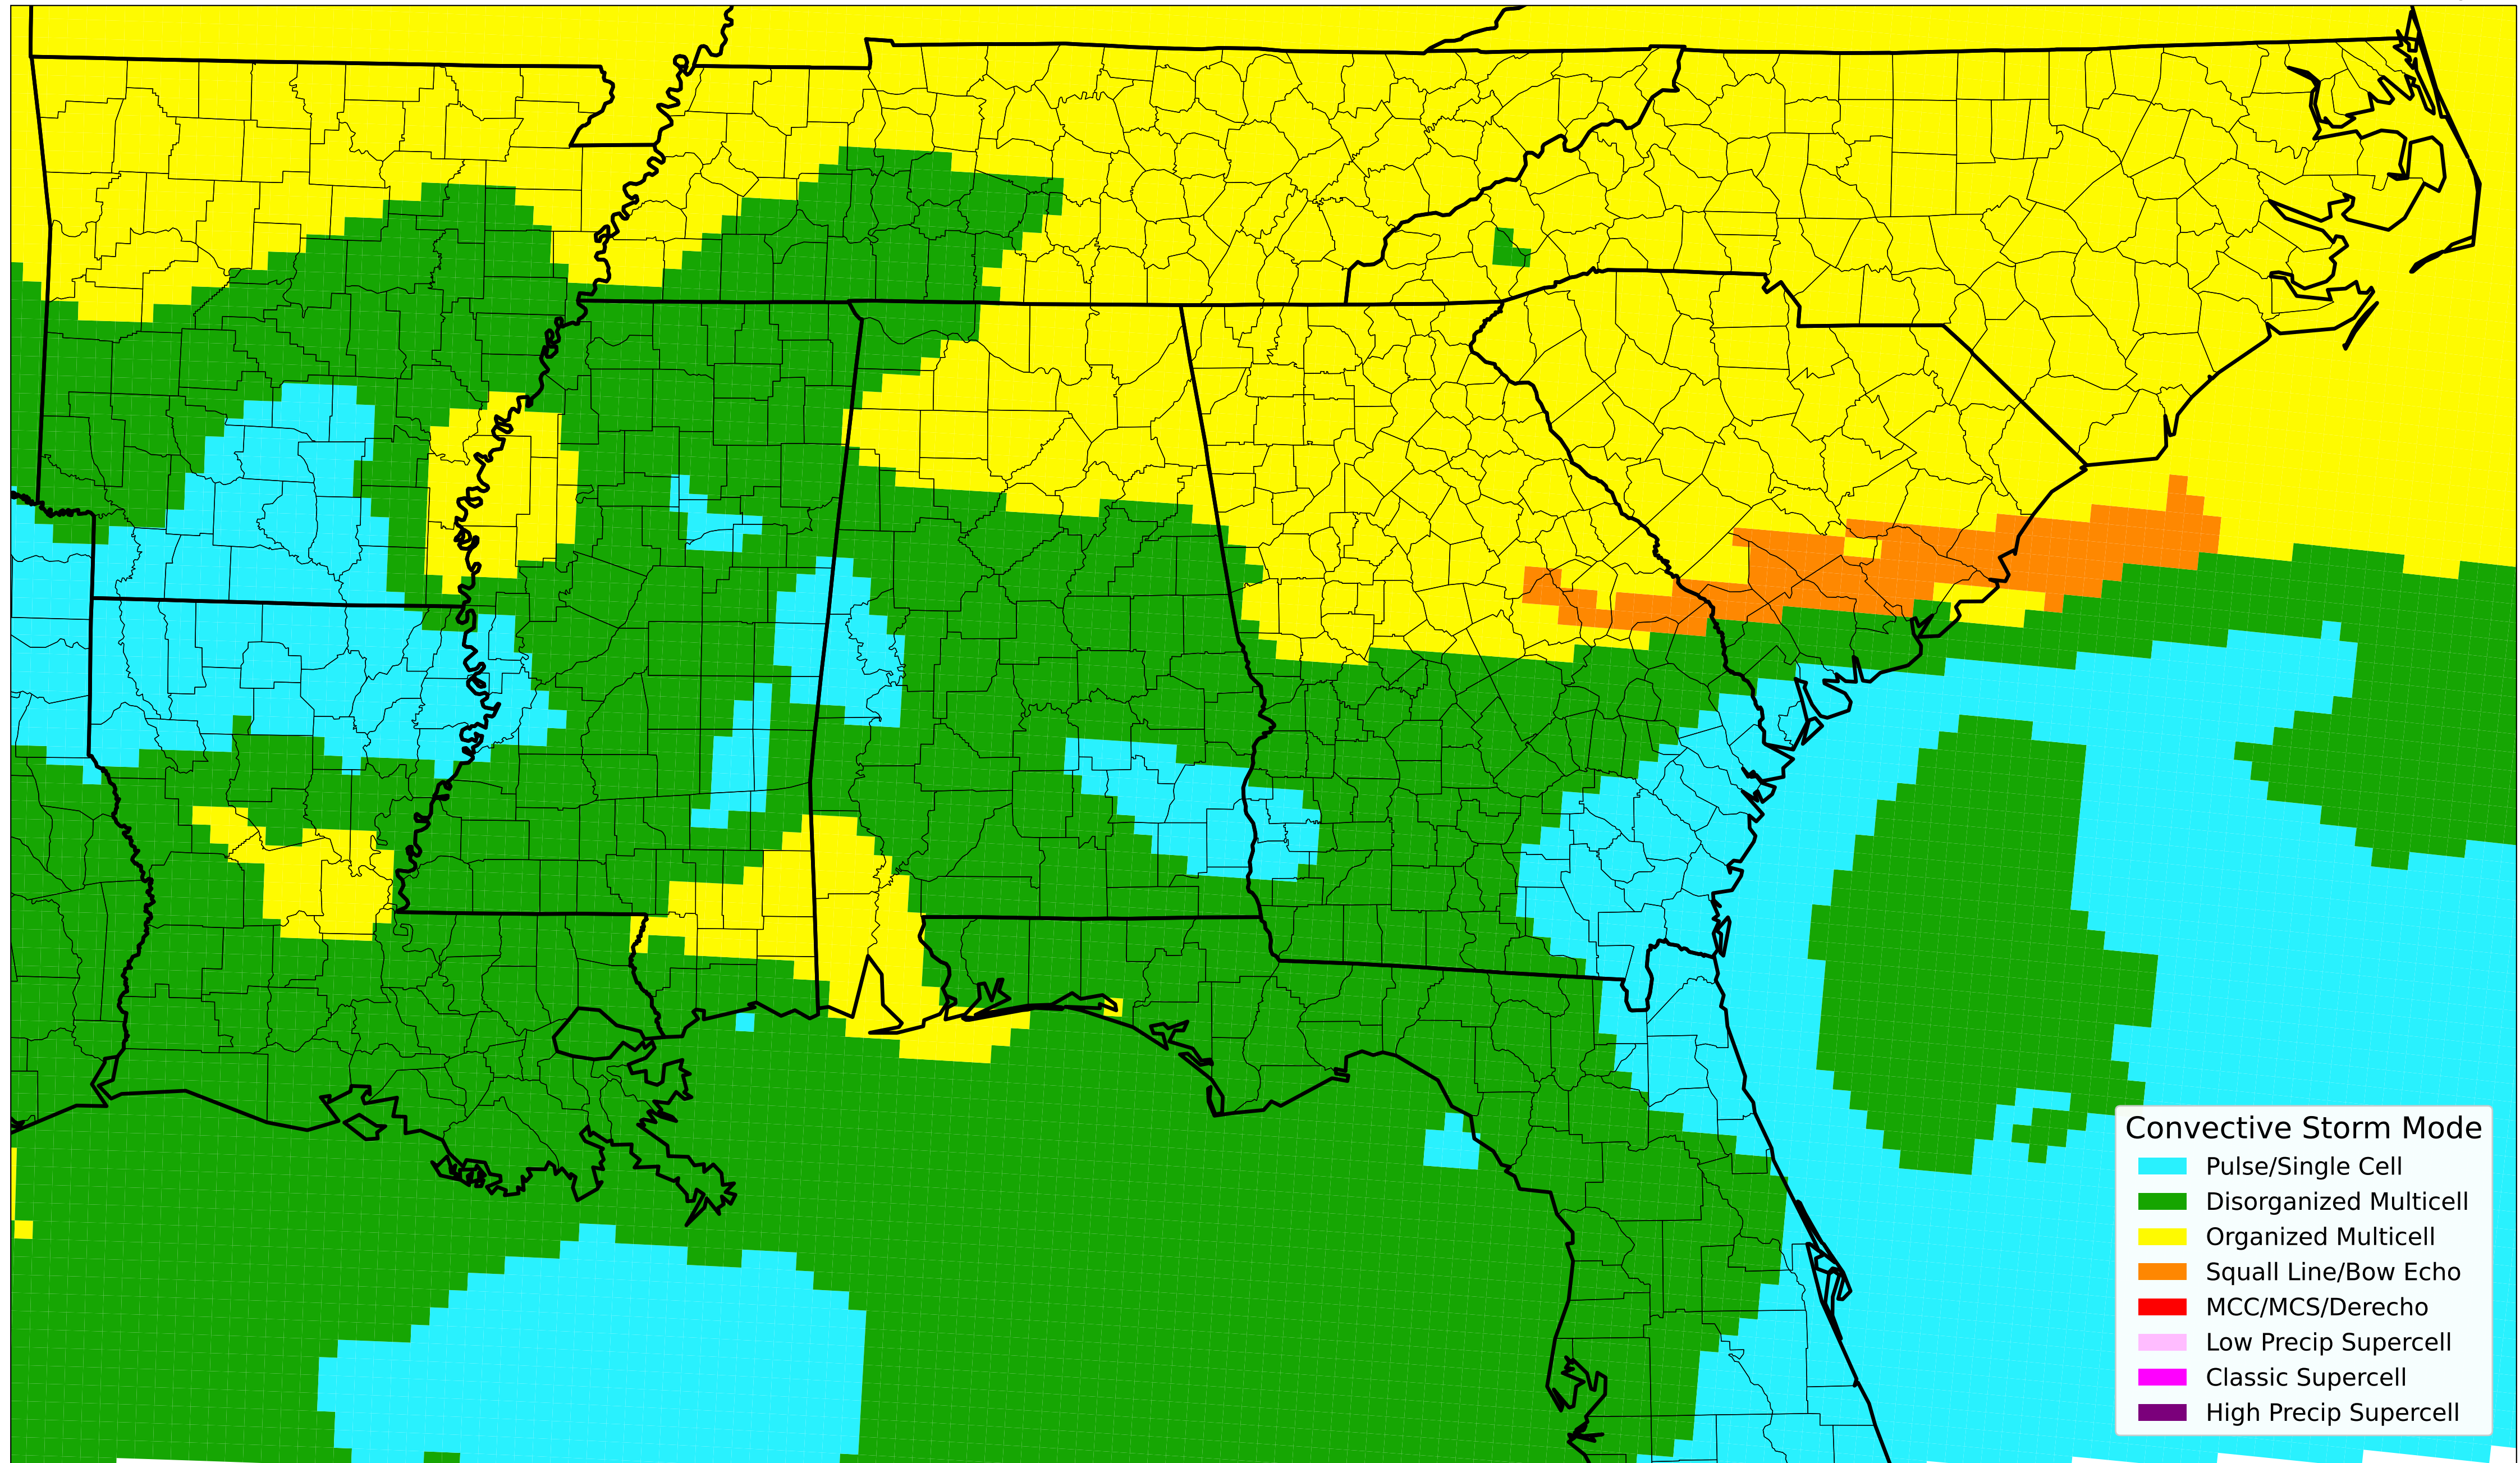 Convective Storm Mode
Pulse/Single Cell
Disorganized Multicell
Organized Multicell
Squall Line/Bow Echo
MCC/MCS/Derecho
Low Precip Supercell
Classic Supercell
High Precip Supercell